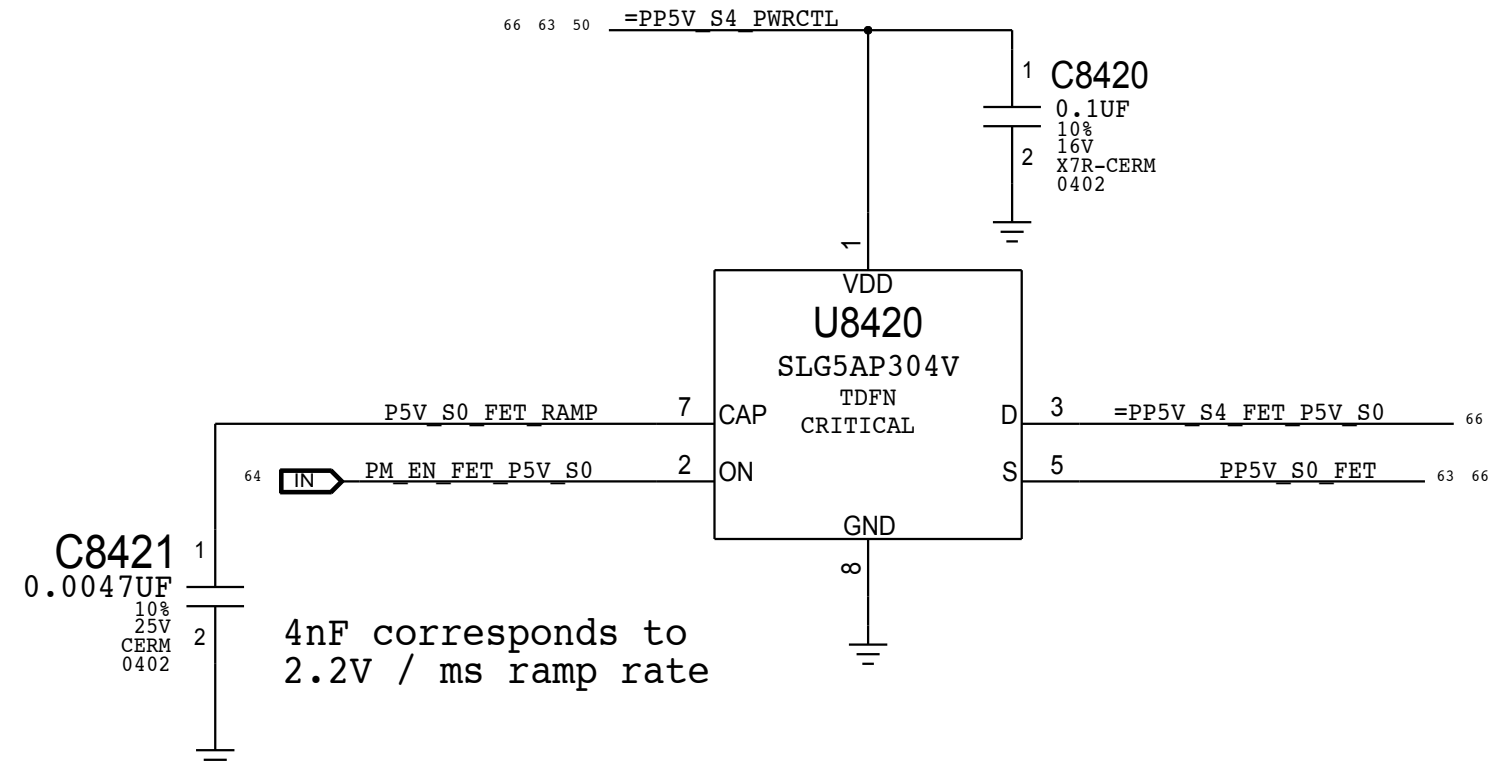 66 63 50 =PP5V_S4_PWRCTL
1 C8420
0.1UF
10%
16V
2 X7R-CERM
0402
1
VDD
U8420
SLG5AP304V
TDFN
CRITICAL
P5V_S0_FET_RAMP 7 CAP D 3 =PP5V_S4_FET_P5V_S0 66
64 IN PM_EN_FET_P5V_S0 2 ON S 5 PP5V_S0_FET 63 66
GND
8
C8421 1
0.0047UF
10%
25V
CERM 2
0402
4nF corresponds to
2.2V / ms ramp rate